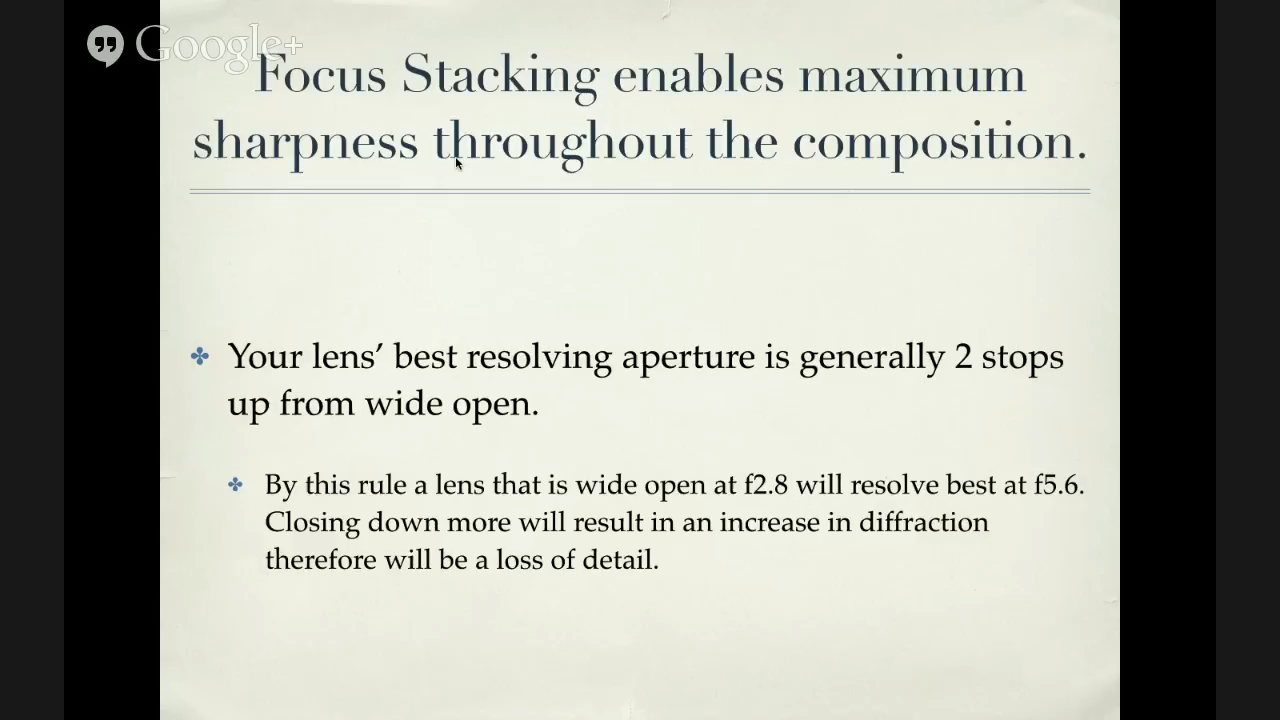 Google+
Focus Stacking enables maximum
sharpness throughout the composition.
Your lens’ best resolving aperture is generally 2 stops
up from wide open.
By this rule a lens that is wide open at f2.8 will resolve best at f5.6.
Closing down more will result in an increase in diffraction
therefore will be a loss of detail.